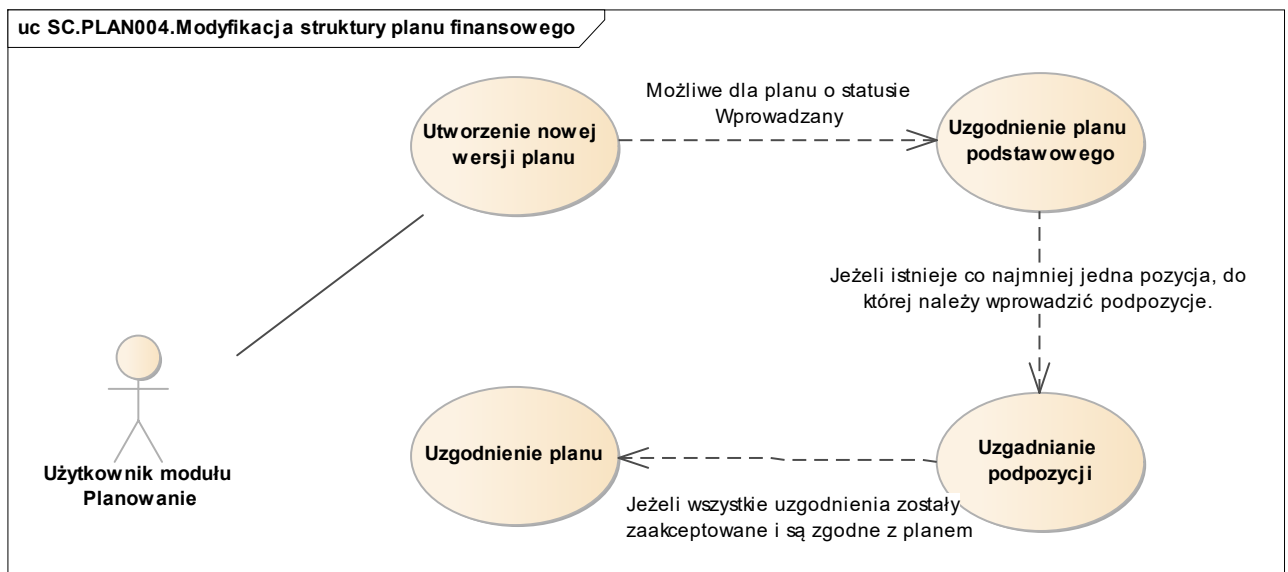 uc SC.PLAN004.Modyfikacja struktury planu finansowego
Możliwe dla planu o statusie
Wprowadzany
Utworzenie nowej
wersji planu
Uzgodnienie planu
podstawowego
Jeżeli istnieje co najmniej jedna pozycja, do
której należy wprowadzić podpozycje.
Użytkownik modułu
Planowanie
Uzgodnienie planu
Uzgadnianie
podpozycji
Jeżeli wszystkie uzgodnienia zostały
zaakceptowane i są zgodne z planem